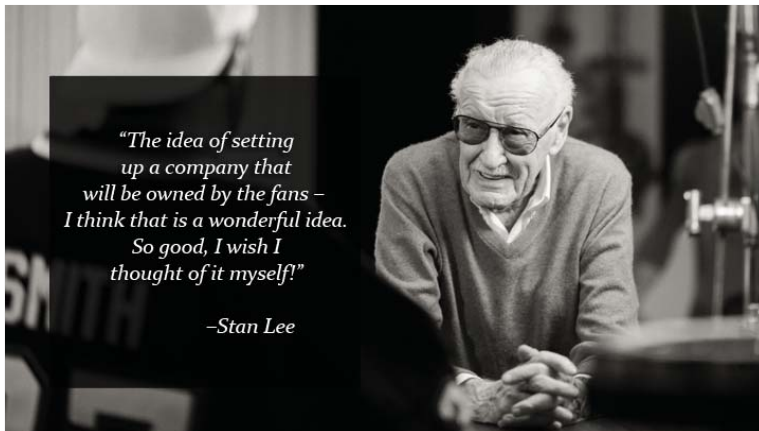 “The idea of setting
up a company that
will be owned by the fans –
I think that is a wonderful idea.
So good, I wish I
thought of it myself!”
–Stan Lee
SMITH